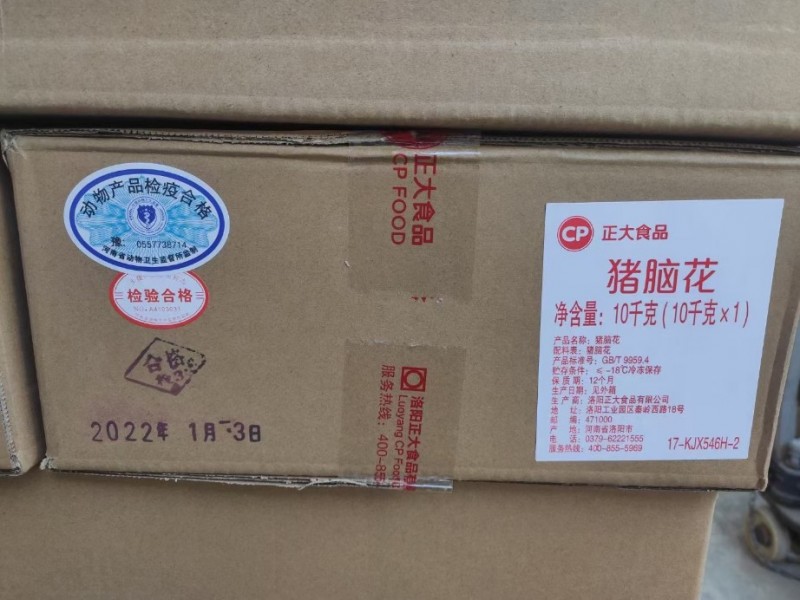 动物产品检疫合格
豫: 0557738714
河南省动物卫生监督所监制
检验合格
合格
2022年 1月 3日
正大食品
CP FOOD
洛阳正大食品
Luoyang CP Food
服务热线：400-855
CP 正大食品
猪脑花
净含量：10千克(10千克×1)
产品名称：猪脑花
配料表：猪脑花
产品标准号：GB/T 9959.4
贮存条件：≤ -18℃冷冻保存
保 质 期：12个月
生产日期：见外箱
生 产 商：洛阳正大食品有限公司
地 址：洛阳工业园区秦岭西路18号
邮 编：471000
产 地：河南省洛阳市
电 话：0379-62221555
服务热线：400-855-5969
17-KJX546H-2